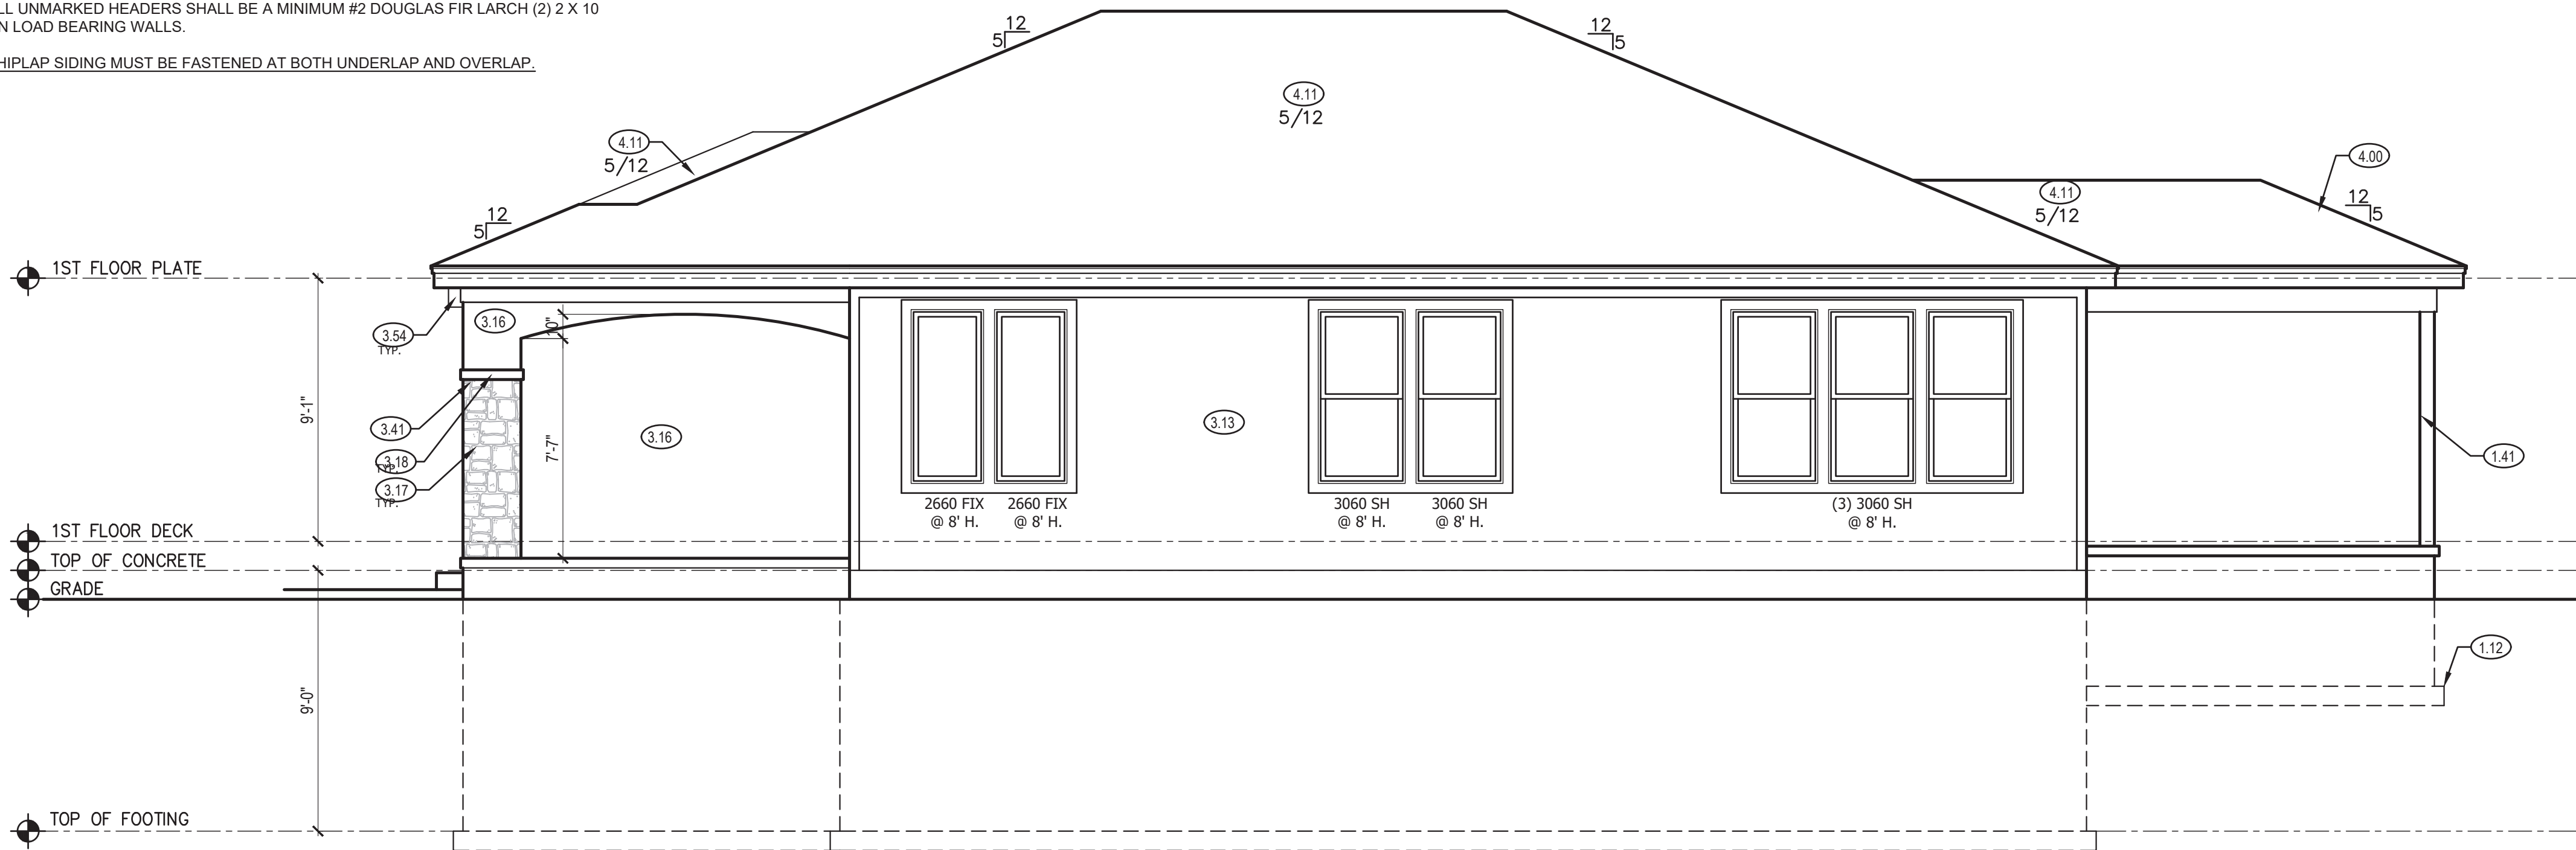 LL UNMARKED HEADERS SHALL BE A MINIMUM #2 DOUGLAS FIR LARCH (2) 2 X 10
N LOAD BEARING WALLS.
HIPLAP SIDING MUST BE FASTENED AT BOTH UNDERLAP AND OVERLAP.
12
5
12
5
4.11
5/12
4.11
5/12
4.00
12
5
4.11
5/12
12
5
1ST FLOOR PLATE
3.54
TYP.
3.16
10"
9'-1"
3.41
3.18
TYP.
3.17
TYP.
3.16
7'-7"
3.13
1.41
2660 FIX
@ 8' H.
2660 FIX
@ 8' H.
3060 SH
@ 8' H.
3060 SH
@ 8' H.
(3) 3060 SH
@ 8' H.
1ST FLOOR DECK
TOP OF CONCRETE
GRADE
9'-0"
1.12
TOP OF FOOTING